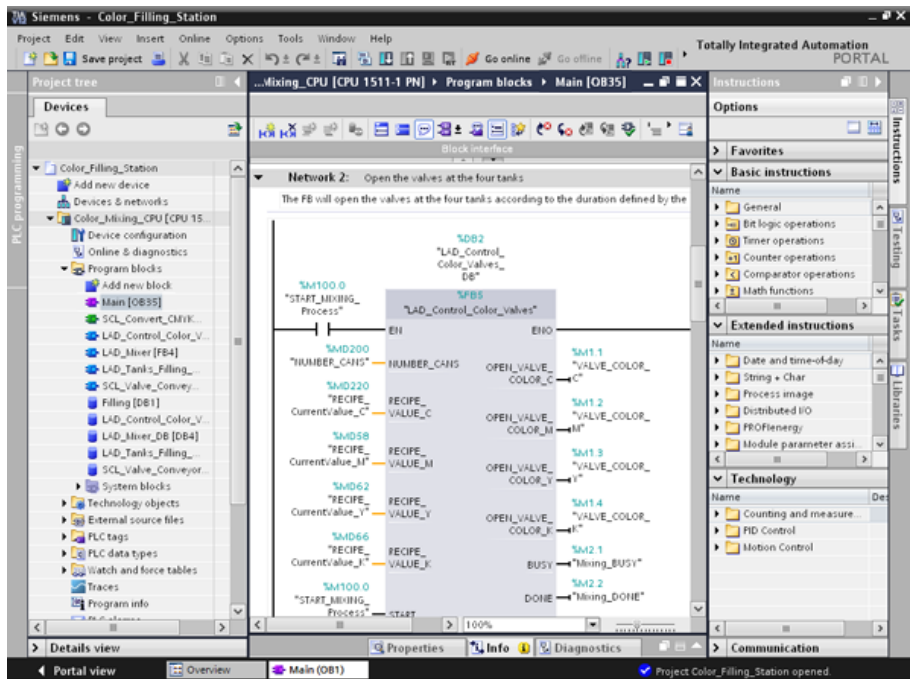 Siemens - Color_Filling_Station
Project Edit View Insert Online Options Tools Window Help
Totally Integrated Automation
PORTAL
Save project
Go online
Go offline
Project tree
...Mixing_CPU [CPU 1511-1 PN] Program blocks Main [OB35]
Instructions
Devices
Options
PLC programming
Block interface
Color_Filling_Station
Add new device
Devices & networks
Color_Mixing_CPU [CPU 15...
Device configuration
Online & diagnostics
Program blocks
Add new block
Main [OB35]
SCL_Convert_CMYK...
LAD_Control_Color_V...
LAD_Mixer [FB4]
LAD_Tanks_Filling_...
SCL_Valve_Convey...
Filling [DB1]
LAD_Control_Color_V...
LAD_Mixer_DB [DB4]
LAD_Tanks_Filling_...
SCL_Valve_Conveyor...
System blocks
Technology objects
External source files
PLC tags
PLC data types
Watch and force tables
Traces
Program info
Details view
Network 2: Open the valves at the four tanks
The FB will open the valves at the four tanks according to the duration defined by the
%DB2
"LAD_Control_
Color_Valves_
DB"
%M100.0
"START_MIXING_
Process"
%FB5
"LAD_Control_Color_Valves"
EN
ENO
%MD200
"NUMBER_CANS"
NUMBER_CANS
%MD220
"RECIPE_
CurrentValue_C"
RECIPE_
VALUE_C
%MD58
"RECIPE_
CurrentValue_M"
RECIPE_
VALUE_M
%MD62
"RECIPE_
CurrentValue_Y"
RECIPE_
VALUE_Y
%MD66
"RECIPE_
CurrentValue_K"
RECIPE_
VALUE_K
%M100.0
"START_MIXING_
Process"
START
OPEN_VALVE_
COLOR_C
%M1.1
"VALVE_COLOR_
C"
OPEN_VALVE_
COLOR_M
%M1.2
"VALVE_COLOR_
M"
OPEN_VALVE_
COLOR_Y
%M1.3
"VALVE_COLOR_
Y"
OPEN_VALVE_
COLOR_K
%M1.4
"VALVE_COLOR_
K"
BUSY
%M2.1
"Mixing_BUSY"
DONE
%M2.2
"Mixing_DONE"
100%
Properties
Info
Diagnostics
Favorites
Basic instructions
Name
General
Bit logic operations
Timer operations
Counter operations
Comparator operations
Math functions
Extended instructions
Name
Date and time-of-day
String + Char
Process image
Distributed I/O
PROFIenergy
Module parameter assi...
Technology
Name
Des
Counting and measure...
PID Control
Motion Control
Communication
Instructions
Testing
Tasks
Libraries
Portal view
Overview
Main (OB1)
Project Color_Filling_Station opened.